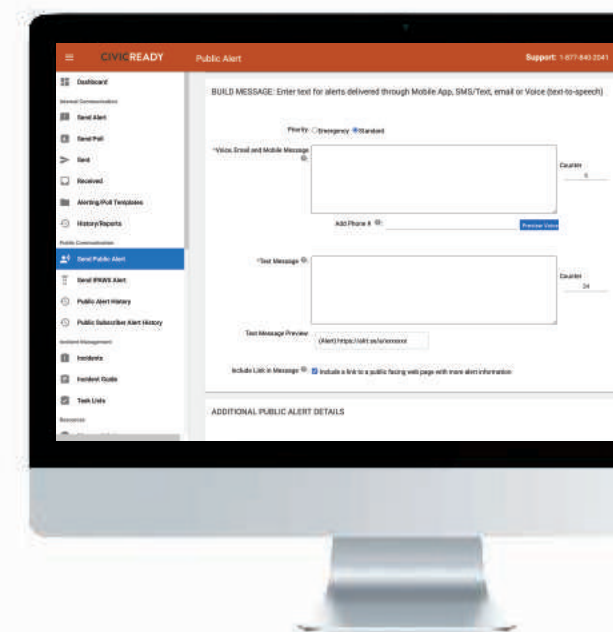 CIVICREADY
Public Alert
Support: 1-877-840-2041
Dashboard
Internal Communication
Send Alert
Send Poll
Sent
Received
Alerting/Poll Templates
History/Reports
Public Communication
Send Public Alert
Send IPAWS Alert
Public Alert History
Public Subscriber Alert History
Incident Management
Incidents
Incident Guide
Task Lists
Resources
BUILD MESSAGE: Enter text for alerts delivered through Mobile App, SMS/Text, email or Voice (text-to-speech)
Priority Emergency Standard
*Voice, Email and Mobile Message
Counter
Add Phone #
Preview Voice
*Text Message
Counter
24
Text Message Preview
Include Link in Message Include a link to a public facing web page with more alert information
ADDITIONAL PUBLIC ALERT DETAILS